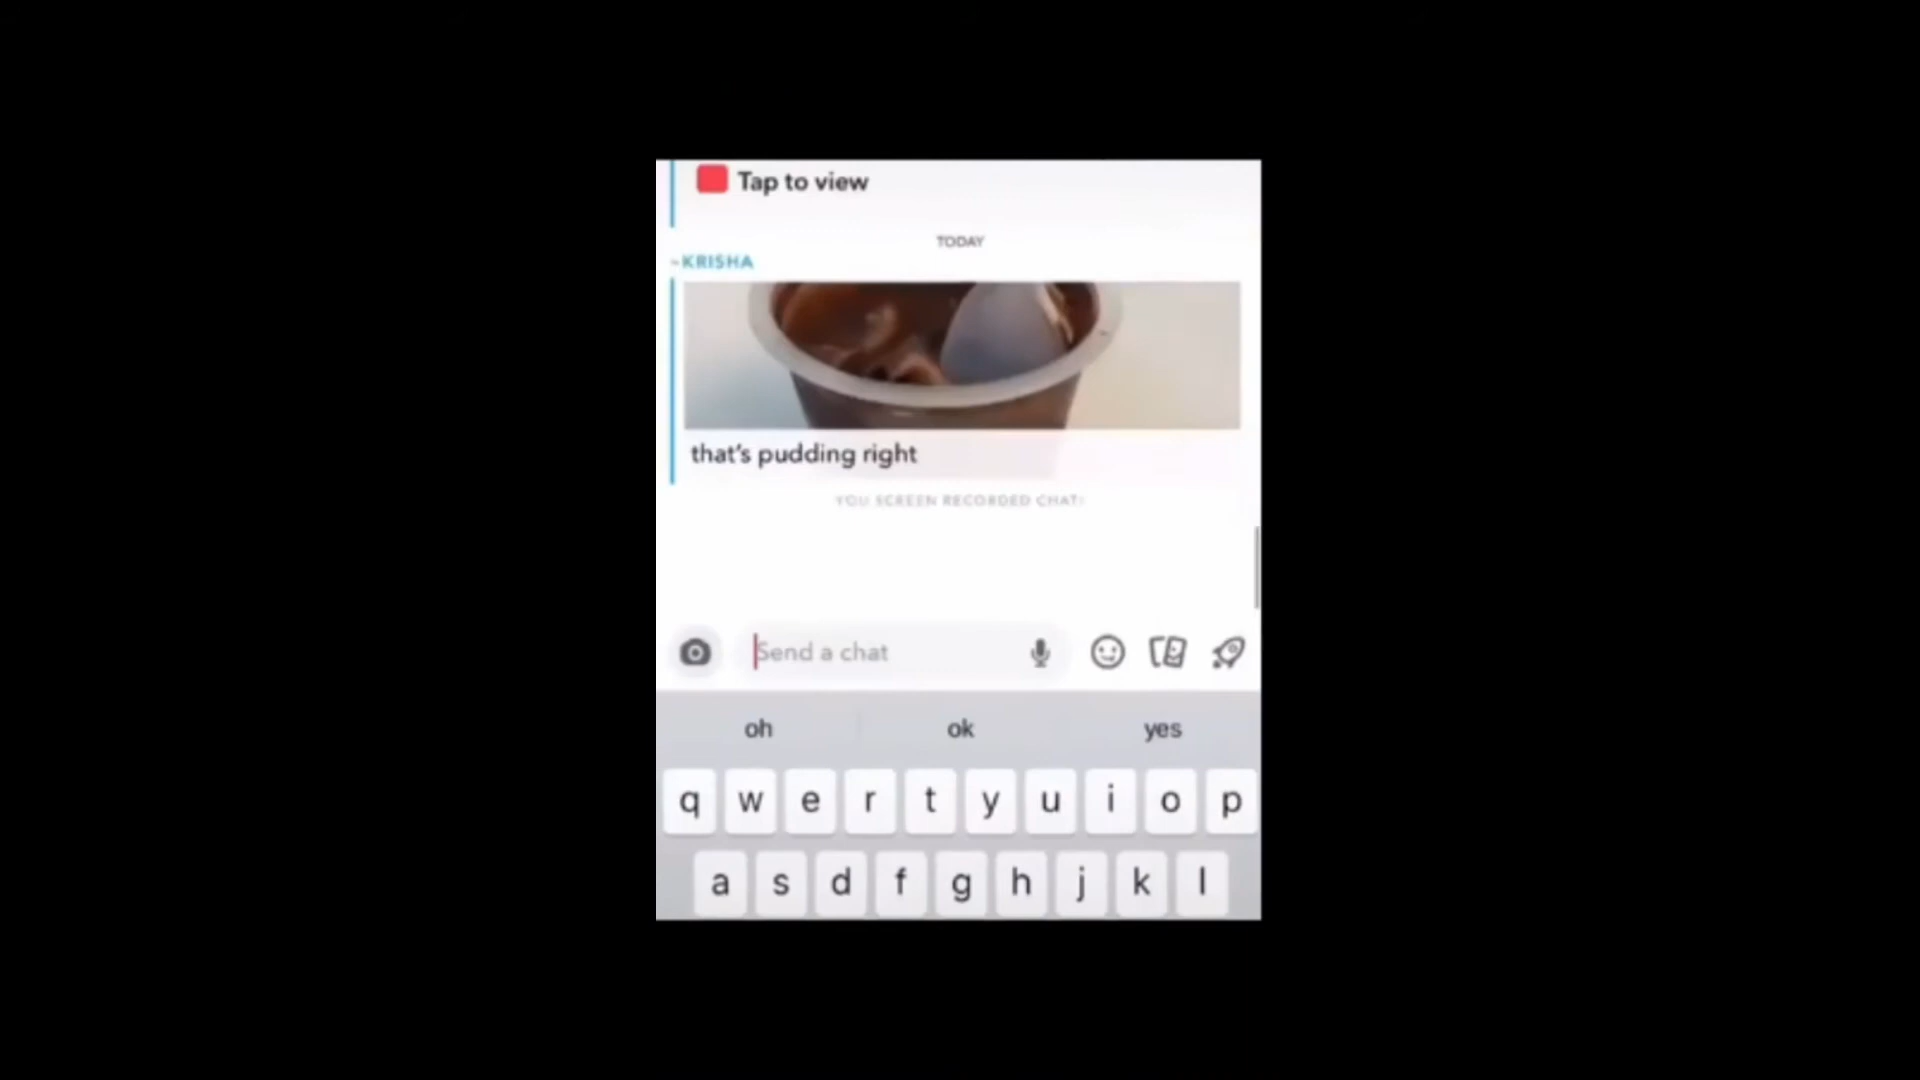 Tap to view
TODAY
~KRISHA
that's pudding right
YOU SCREEN RECORDED CHAT!
Send a chat
oh ok yes
q w e r t y u i o p
a s d f g h j k l